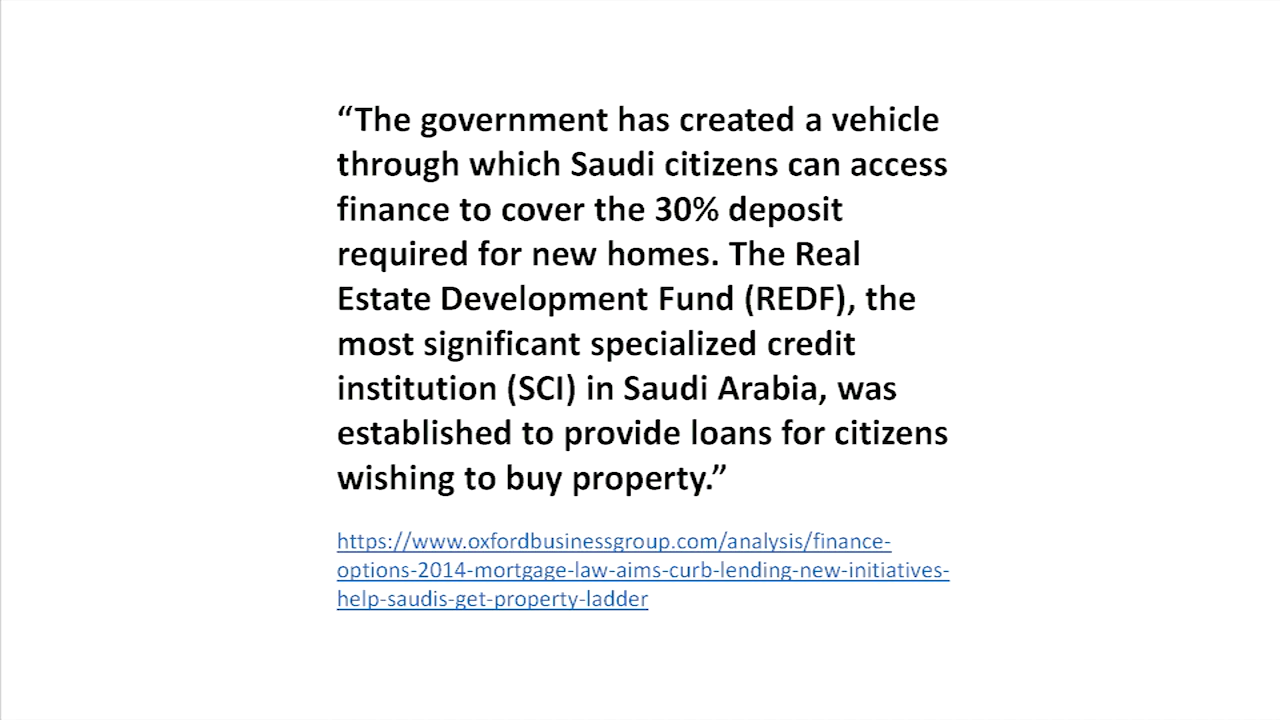 “The government has created a vehicle
through which Saudi citizens can access
finance to cover the 30% deposit
required for new homes. The Real
Estate Development Fund (REDF), the
most significant specialized credit
institution (SCI) in Saudi Arabia, was
established to provide loans for citizens
wishing to buy property.”
https://www.oxfordbusinessgroup.com/analysis/finance-
options-2014-mortgage-law-aims-curb-lending-new-initiatives-
help-saudis-get-property-ladder